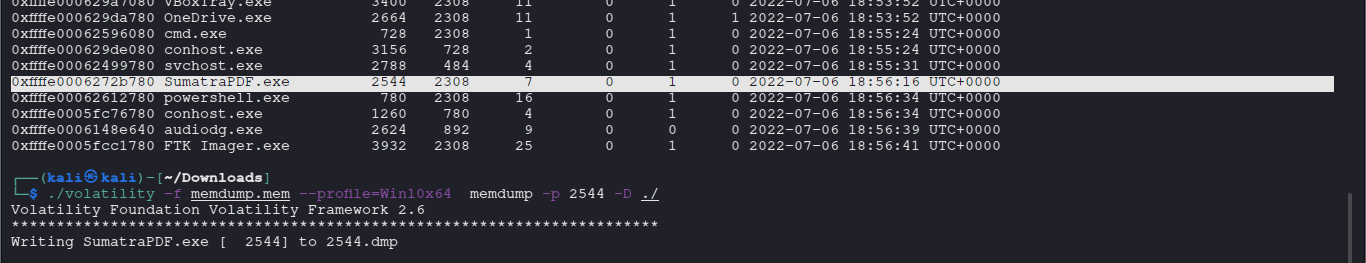 0xffffe000629a7080 VBoxTray.exe 3400 2308 11 0 1 0 2022-07-06 18:53:52 UTC+0000
0xffffe000629da780 OneDrive.exe 2664 2308 11 0 1 1 2022-07-06 18:53:52 UTC+0000
0xffffe00062596080 cmd.exe 728 2308 1 0 1 0 2022-07-06 18:55:24 UTC+0000
0xffffe000629de080 conhost.exe 3156 728 2 0 1 0 2022-07-06 18:55:24 UTC+0000
0xffffe00062499780 svchost.exe 2788 484 4 0 1 0 2022-07-06 18:55:31 UTC+0000
0xffffe0006272b780 SumatraPDF.exe 2544 2308 7 0 1 0 2022-07-06 18:56:16 UTC+0000
0xffffe00062612780 powershell.exe 780 2308 16 0 1 0 2022-07-06 18:56:34 UTC+0000
0xffffe0005fc76780 conhost.exe 1260 780 4 0 1 0 2022-07-06 18:56:34 UTC+0000
0xffffe0006148e640 audiodg.exe 2624 892 9 0 0 0 2022-07-06 18:56:39 UTC+0000
0xffffe0005fcc1780 FTK Imager.exe 3932 2308 25 0 1 0 2022-07-06 18:56:41 UTC+0000
┌──(kali㉿kali)-[~/Downloads]
└─$ ./volatility -f memdump.mem --profile=Win10x64  memdump -p 2544 -D ./
Volatility Foundation Volatility Framework 2.6
************************************************************************
Writing SumatraPDF.exe [  2544] to 2544.dmp